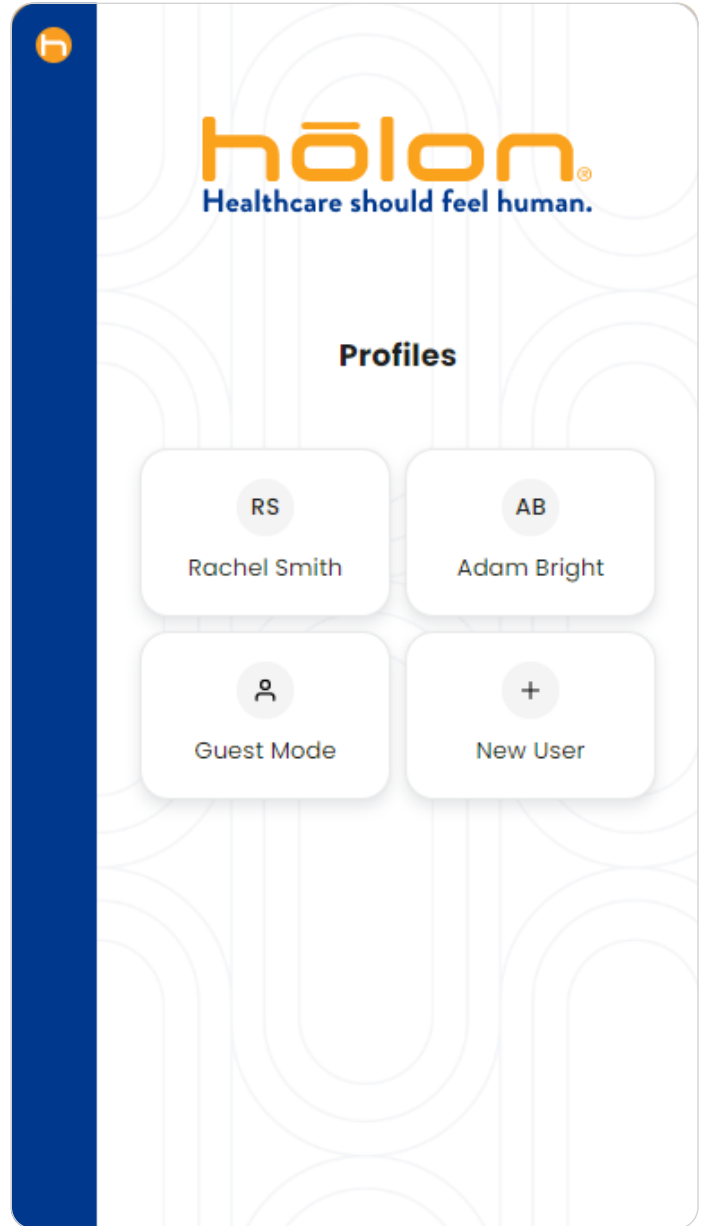 h
hōlon®
Healthcare should feel human.
Profiles
RS
Rachel Smith
AB
Adam Bright
Guest Mode
+
New User